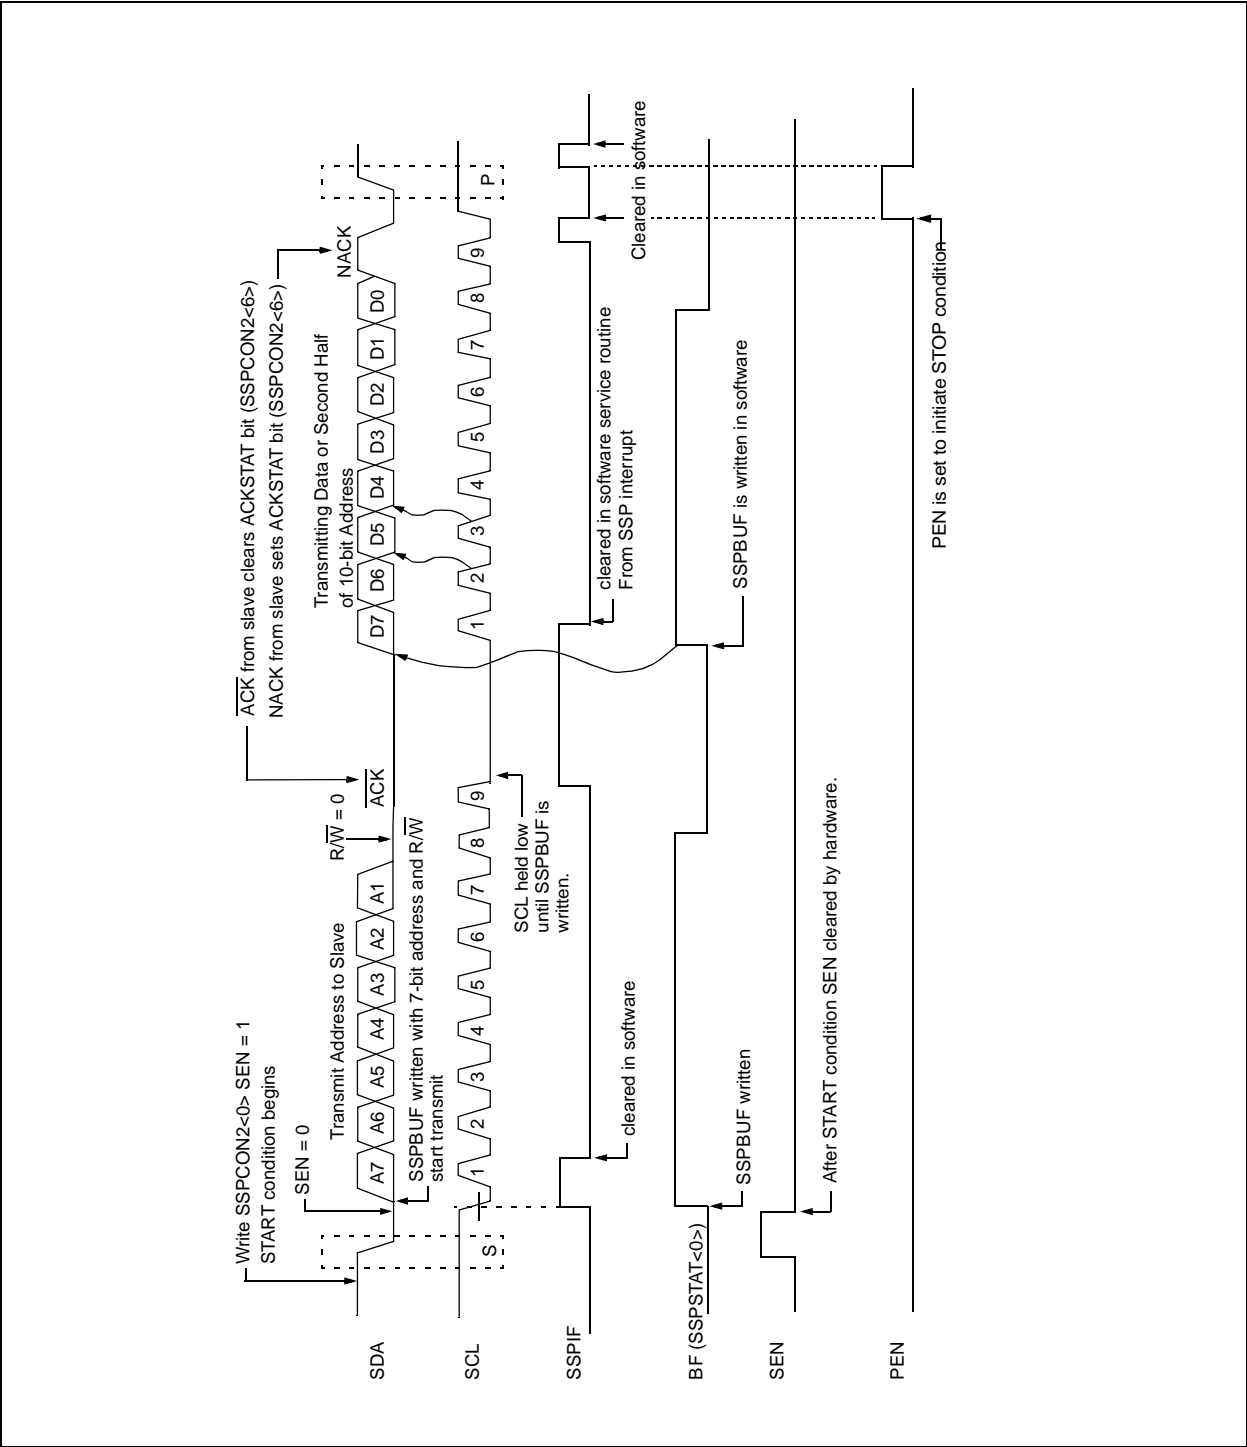 Write SSPCON2<0> SEN = 1
START condition begins
SEN = 0
Transmit Address to Slave
R/W = 0
ACK from slave clears ACKSTAT bit (SSPCON2<6>)
NACK from slave sets ACKSTAT bit (SSPCON2<6>)
Transmitting Data or Second Half
of 10-bit Address
ACK
NACK
SDA
A7 A6 A5 A4 A3 A2 A1
D7 D6 D5 D4 D3 D2 D1 D0
SSPBUF written with 7-bit address and R/W
start transmit
SCL
S
1 2 3 4 5 6 7 8 9
1 2 3 4 5 6 7 8 9
P
SCL held low
until SSPBUF is
written.
SSPIF
cleared in software
cleared in software service routine
From SSP interrupt
Cleared in software
BF (SSPSTAT<0>)
SSPBUF written
SSPBUF is written in software
SEN
After START condition SEN cleared by hardware.
PEN
PEN is set to initiate STOP condition